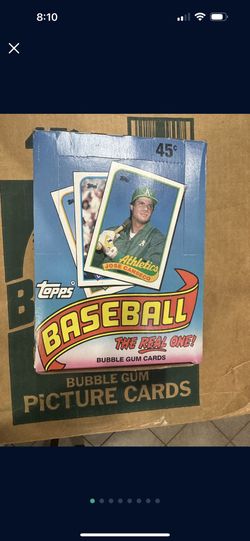 8:10
45¢
Athletics
JOSE CANSECO
Topps
BASEBALL
THE REAL ONE!
BUBBLE GUM CARDS
BUBBLE GUM
PICTURE CARDS